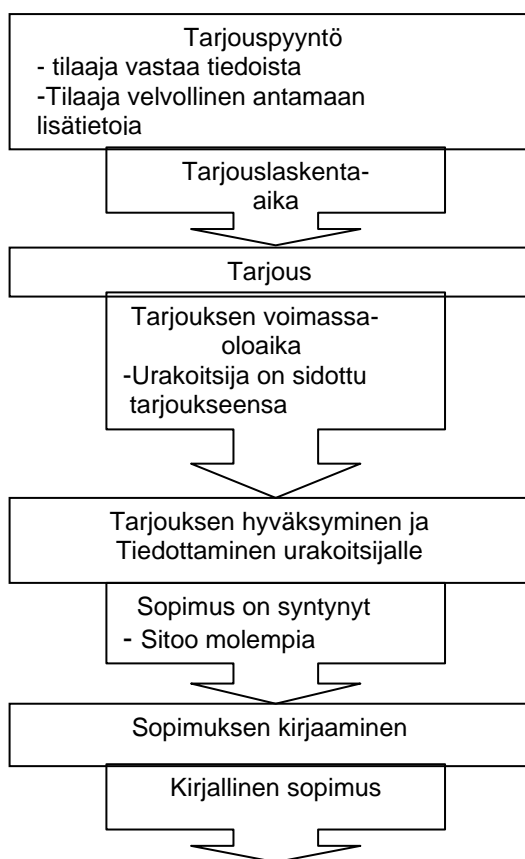 Tarjouspyyntö
- tilaaja vastaa tiedoista
-Tilaaja velvollinen antamaan
lisätietoja
Tarjouslaskenta-
aika
Tarjous
Tarjouksen voimassa-
oloaika
-Urakoitsija on sidottu
tarjoukseensa
Tarjouksen hyväksyminen ja
Tiedottaminen urakoitsijalle
Sopimus on syntynyt
- Sitoo molempia
Sopimuksen kirjaaminen
Kirjallinen sopimus